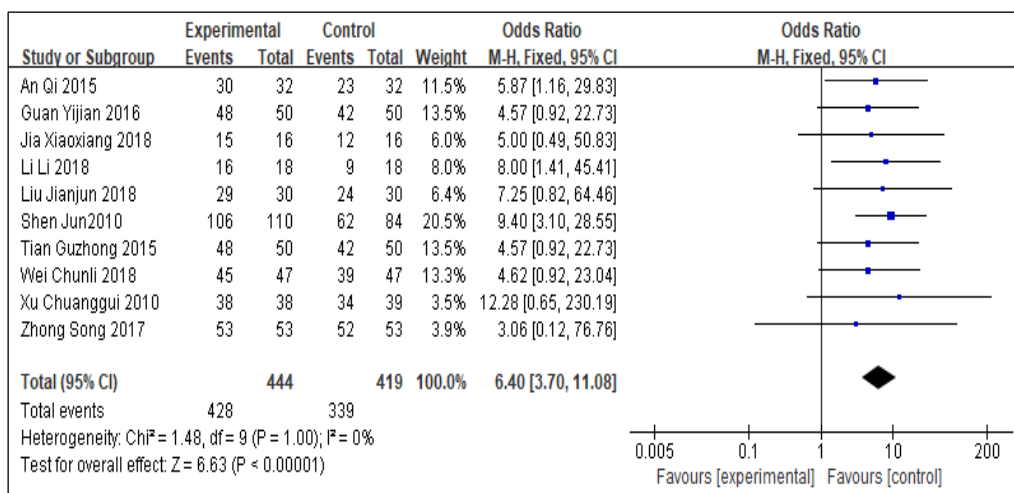 Experimental Control Odds Ratio Odds Ratio
Study or Subgroup Events Total Events Total Weight M-H, Fixed, 95% CI M-H, Fixed, 95% CI
An Qi 2015 30 32 23 32 11.5% 5.87 [1.16, 29.83]
Guan Yijian 2016 48 50 42 50 13.5% 4.57 [0.92, 22.73]
Jia Xiaoxiang 2018 15 16 12 16 6.0% 5.00 [0.49, 50.83]
Li Li 2018 16 18 9 18 8.0% 8.00 [1.41, 45.41]
Liu Jianjun 2018 29 30 24 30 6.4% 7.25 [0.82, 64.46]
Shen Jun2010 106 110 62 84 20.5% 9.40 [3.10, 28.55]
Tian Guzhong 2015 48 50 42 50 13.5% 4.57 [0.92, 22.73]
Wei Chunli 2018 45 47 39 47 13.3% 4.62 [0.92, 23.04]
Xu Chuanggui 2010 38 38 34 39 3.5% 12.28 [0.65, 230.19]
Zhong Song 2017 53 53 52 53 3.9% 3.06 [0.12, 76.76]
Total (95% CI) 444 419 100.0% 6.40 [3.70, 11.08]
Total events 428 339
Heterogeneity: Chi² = 1.48, df = 9 (P = 1.00); I² = 0%
Test for overall effect: Z = 6.63 (P < 0.00001)
0.005 0.1 1 10 200
Favours [experimental] Favours [control]